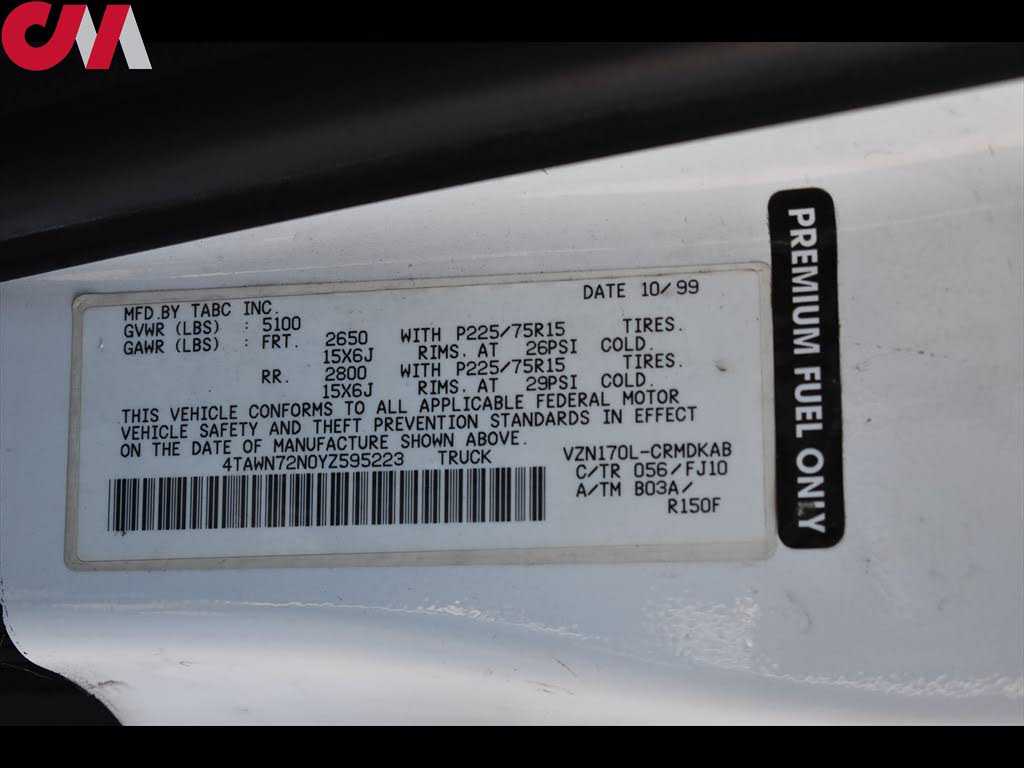 CM
MFD.BY TABC INC. DATE 10/99
GVWR (LBS) : 5100
GAWR (LBS) : FRT. 2650 WITH P225/75R15 TIRES.
15X6J RIMS. AT 26PSI COLD.
RR. 2800 WITH P225/75R15 TIRES.
15X6J RIMS. AT 29PSI COLD.
THIS VEHICLE CONFORMS TO ALL APPLICABLE FEDERAL MOTOR
VEHICLE SAFETY AND THEFT PREVENTION STANDARDS IN EFFECT
ON THE DATE OF MANUFACTURE SHOWN ABOVE.
4TAWN72N0YZ595223 TRUCK VZN170L-CRMDKAB
C/TR 056/FJ10
A/TM B03A/
R150F
PREMIUM FUEL ONLY